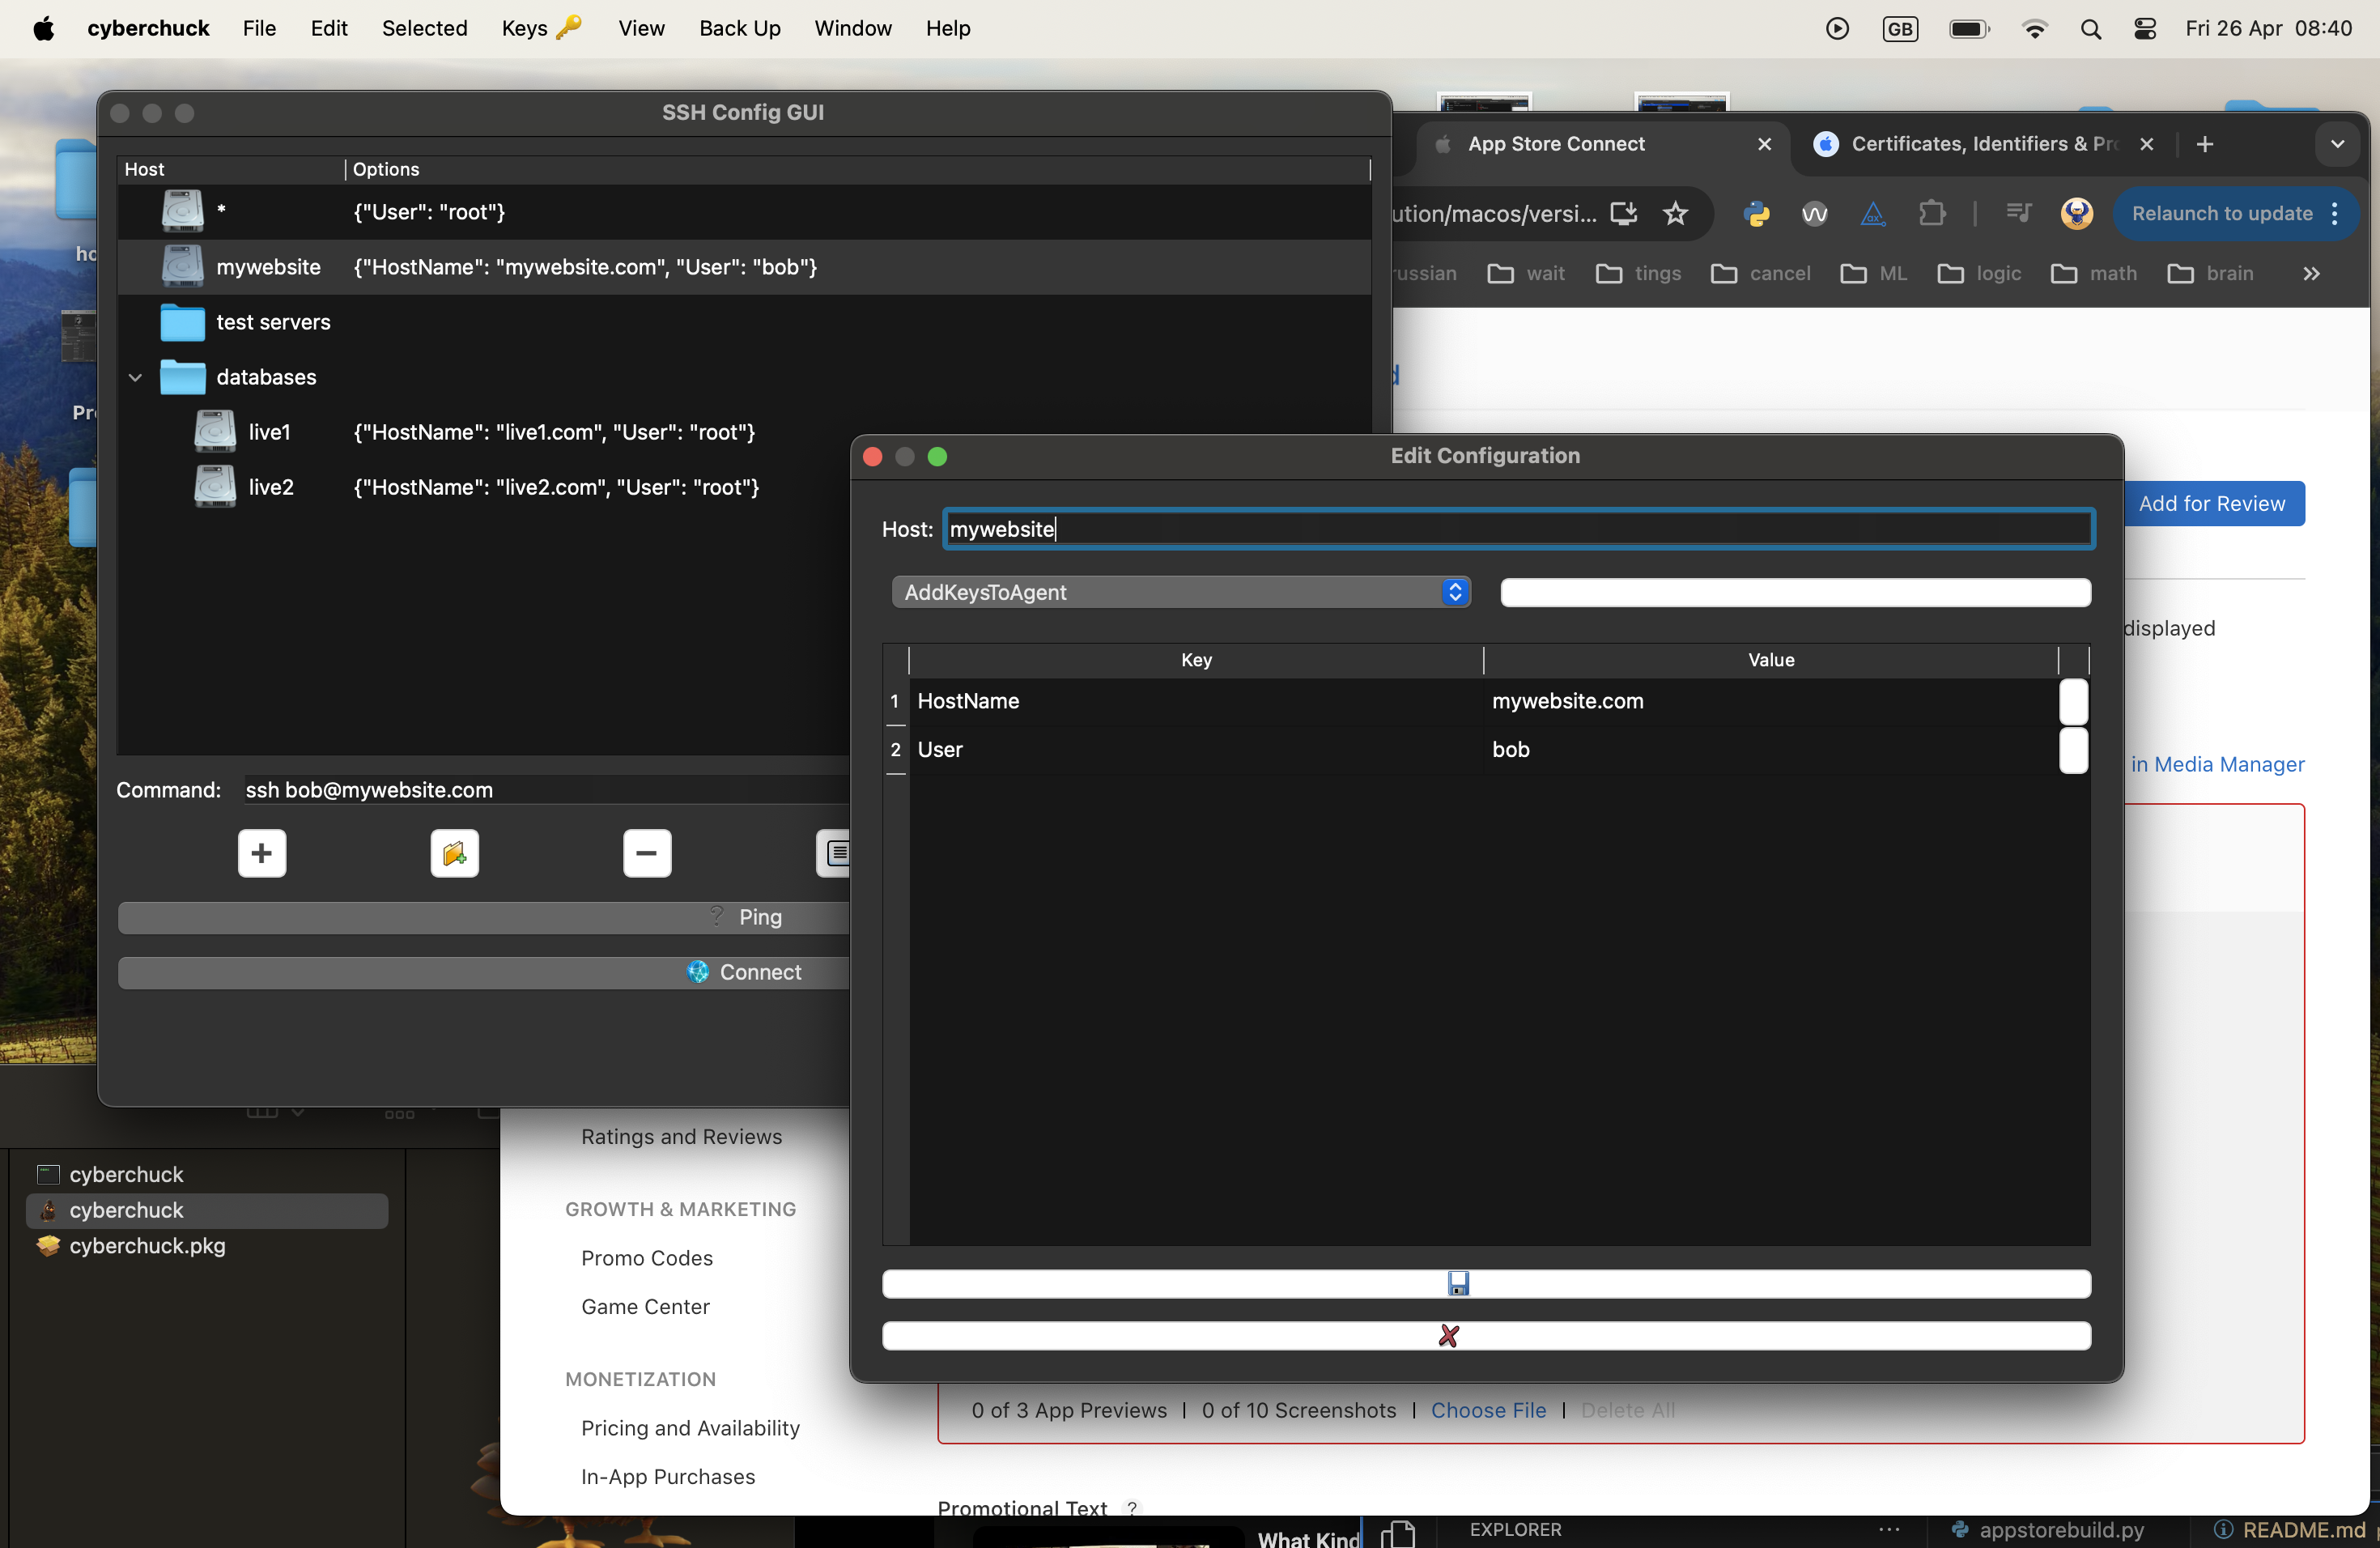 cyberchuck File Edit Selected Keys View Back Up Window Help GB Fri 26 Apr 08:40
SSH Config GUI
Host Options
* {"User": "root"}
mywebsite {"HostName": "mywebsite.com", "User": "bob"}
test servers
databases
live1 {"HostName": "live1.com", "User": "root"}
live2 {"HostName": "live2.com", "User": "root"}
Command: ssh bob@mywebsite.com
? Ping
Connect
App Store Connect
Certificates, Identifiers & Pr
ution/macos/versi...
Relaunch to update
russian wait tings cancel ML logic math brain
Add for Review
displayed
in Media Manager
Edit Configuration
Host: mywebsite
AddKeysToAgent
Key Value
1 HostName mywebsite.com
2 User bob
cyberchuck
cyberchuck
cyberchuck.pkg
Ratings and Reviews
GROWTH & MARKETING
Promo Codes
Game Center
MONETIZATION
Pricing and Availability
In-App Purchases
0 of 3 App Previews | 0 of 10 Screenshots | Choose File | Delete All
Promotional Text ?
What Kind
EXPLORER ... appstorebuild.py README.md